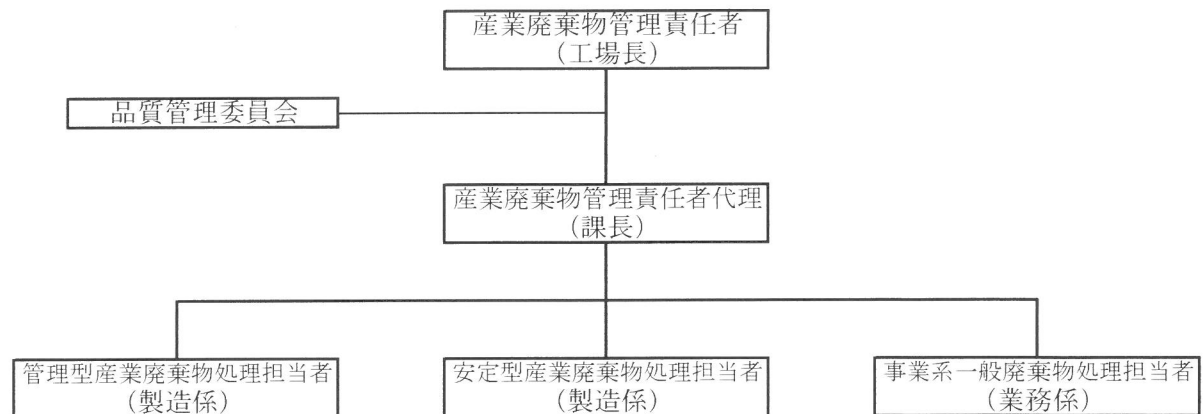 産業廃棄物管理責任者
(工場長)
品質管理委員会
産業廃棄物管理責任者代理
(課長)
管理型産業廃棄物処理担当者
(製造係)
安定型産業廃棄物処理担当者
(製造係)
事業系一般廃棄物処理担当者
(業務係)